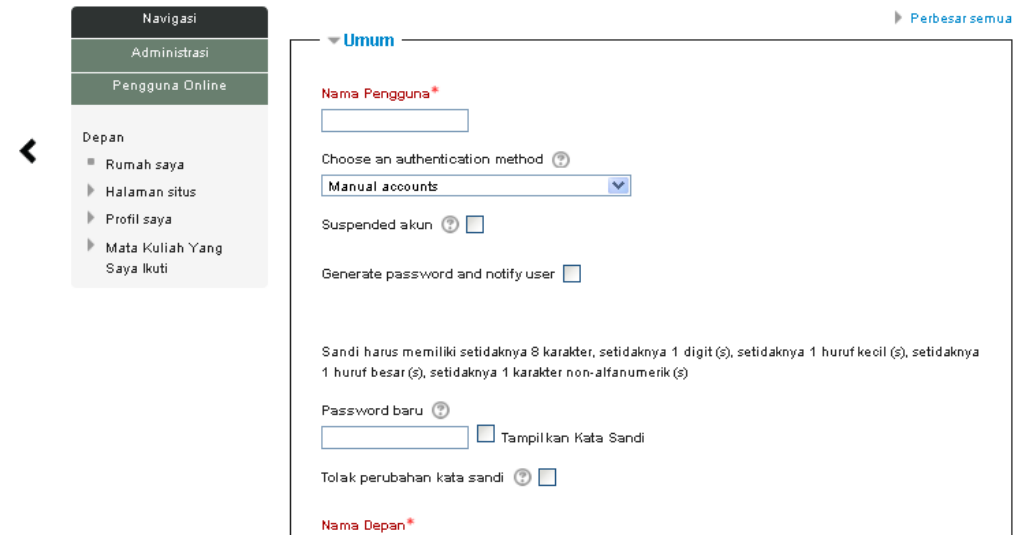 Navigasi
Administrasi
Pengguna Online
Depan
Rumah saya
Halaman situs
Profil saya
Mata Kuliah Yang
Saya Ikuti
Perbesar semua
Umum
Nama Pengguna*
Choose an authentication method
Manual accounts
Suspended akun
Generate password and notify user
Sandi harus memiliki setidaknya 8 karakter, setidaknya 1 digit(s), setidaknya 1 huruf kecil (s), setidaknya
1 huruf besar (s), setidaknya 1 karakter non-alfanumerik (s)
Password baru
Tampilkan Kata Sandi
Tolak perubahan kata sandi
Nama Depan*